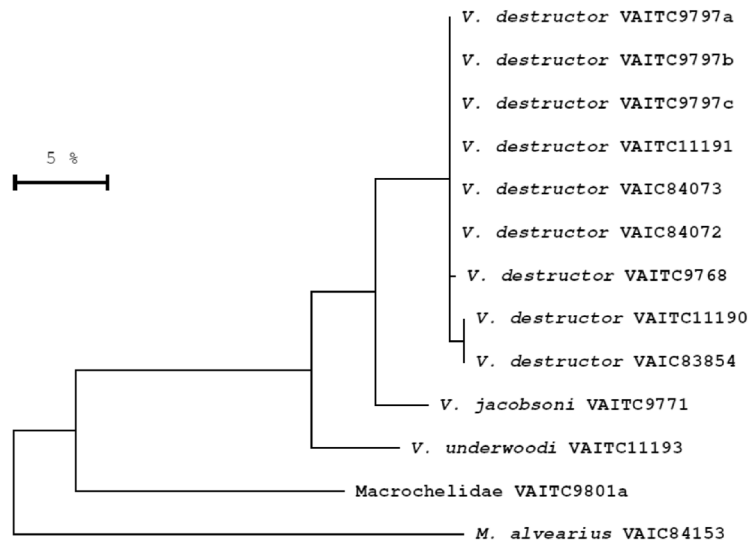 V. destructor VAITC9797a
V. destructor VAITC9797b
V. destructor VAITC9797c
5 %
V. destructor VAITC11191
V. destructor VAIC84073
V. destructor VAIC84072
V. destructor VAITC9768
V. destructor VAITC11190
V. destructor VAIC83854
V. jacobsoni VAITC9771
V. underwoodi VAITC11193
Macrochelidae VAITC9801a
M. alvearius VAIC84153